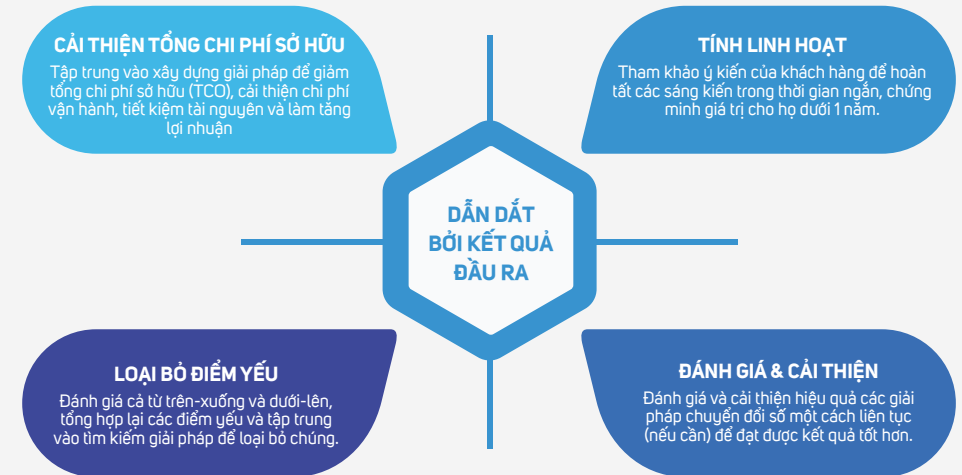 CẢI THIỆN TỔNG CHI PHÍ SỞ HỮU
Tập trung vào xây dựng giải pháp để giảm
tổng chi phí sở hữu (TCO), cải thiện chi phí
vận hành, tiết kiệm tài nguyên và làm tăng
lợi nhuận
TÍNH LINH HOẠT
Tham khảo ý kiến của khách hàng để hoàn
tất các sáng kiến trong thời gian ngắn, chứng
minh giá trị cho họ dưới 1 năm.
DẪN DẮT
BỞI KẾT QUẢ
ĐẦU RA
LOẠI BỎ ĐIỂM YẾU
Đánh giá cả từ trên-xuống và dưới-lên,
tổng hợp lại các điểm yếu và tập trung
vào tìm kiếm giải pháp để loại bỏ chúng.
ĐÁNH GIÁ & CẢI THIỆN
Đánh giá và cải thiện hiệu quả các giải
pháp chuyển đổi số một cách liên tục
(nếu cần) để đạt được kết quả tốt hơn.